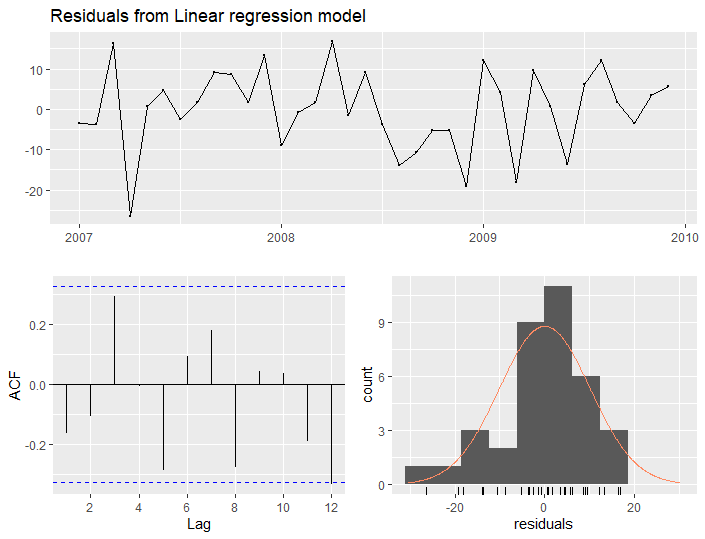 Residuals from Linear regression model
10
0
-10
-20
2007 2008 2009 2010
ACF
0.2
0.0
-0.2
2 4 6 8 10 12
Lag
count
9
6
3
0
-20 0 20
residuals